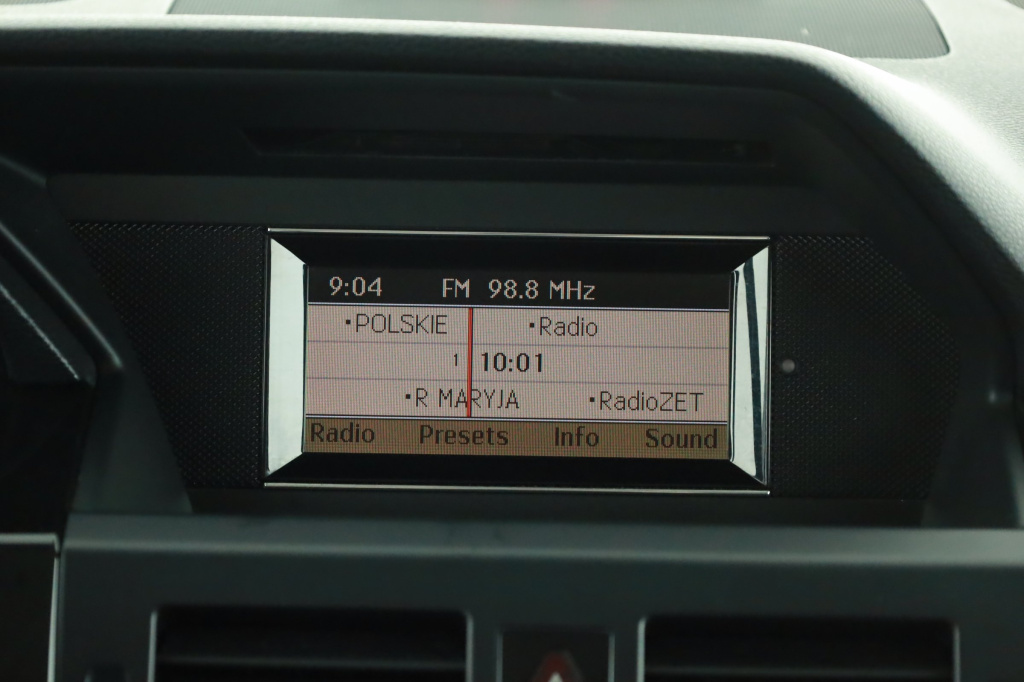 9:04 FM 98.8 MHz
•POLSKIE •Radio
1 10:01
•R MARYJA •RadioZET
Radio Presets Info Sound